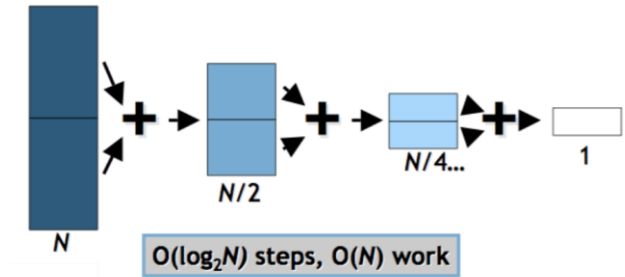 +
+
+
N
N/2
N/4...
1
O(log₂N) steps, O(N) work